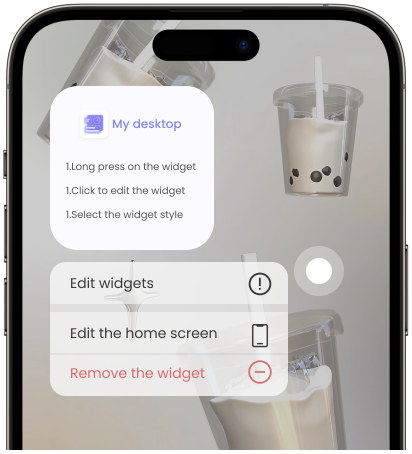 My desktop
1.Long press on the widget
1.Click to edit the widget
1.Select the widget style
Edit widgets
Edit the home screen
Remove the widget